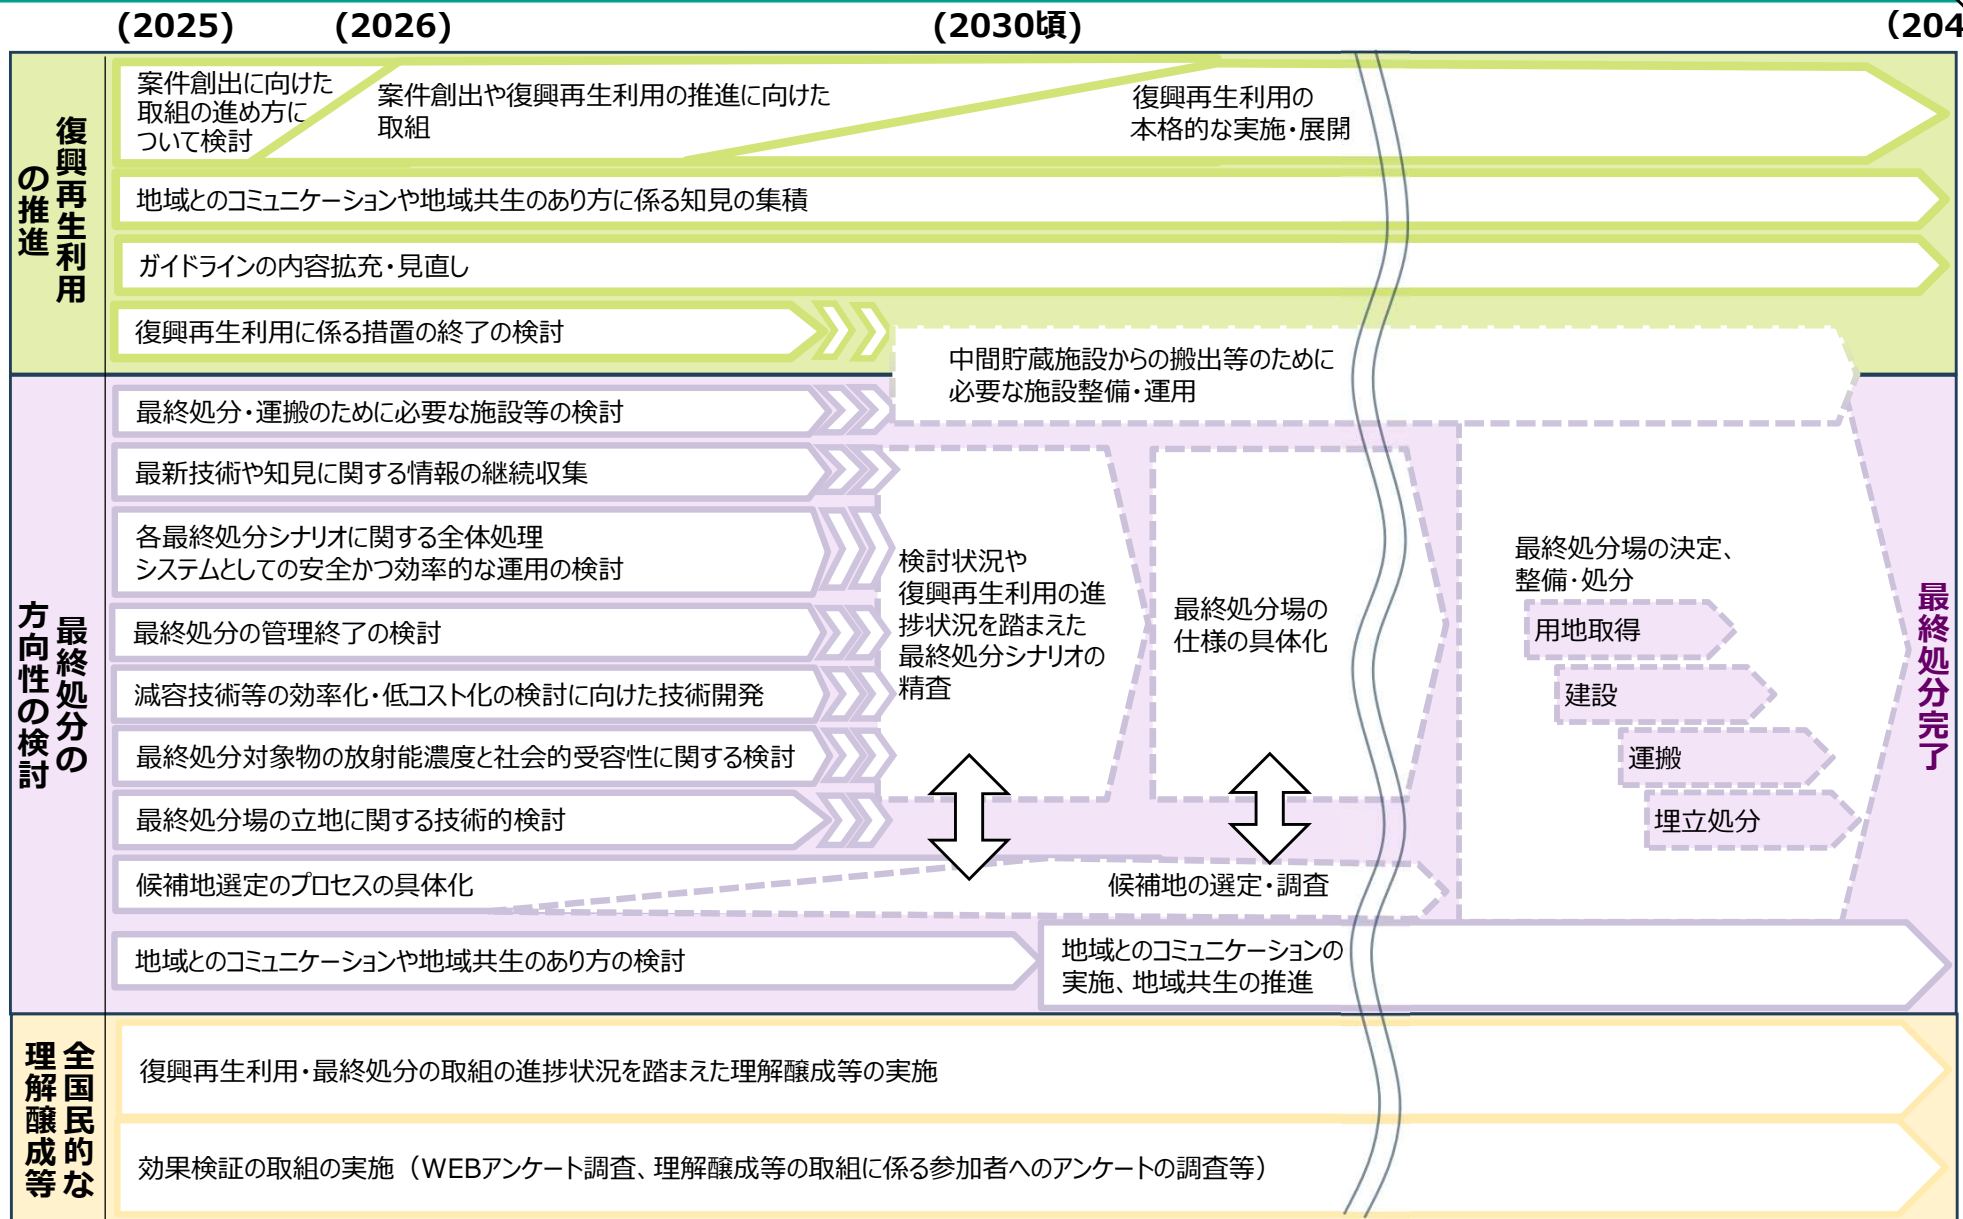 (2025)
(2026)
(2030頃)
(204
復興再生利用
の推進
案件創出に向けた
取組の進め方に
ついて検討
案件創出や復興再生利用の推進に向けた
取組
復興再生利用の
本格的な実施・展開
地域とのコミュニケーションや地域共生のあり方に係る知見の集積
ガイドラインの内容拡充・見直し
復興再生利用に係る措置の終了の検討
中間貯蔵施設からの搬出等のために
必要な施設整備・運用
最終処分の
方向性の検討
最終処分・運搬のために必要な施設等の検討
最新技術や知見に関する情報の継続収集
各最終処分シナリオに関する全体処理
システムとしての安全かつ効率的な運用の検討
最終処分の管理終了の検討
減容技術等の効率化・低コスト化の検討に向けた技術開発
最終処分対象物の放射能濃度と社会的受容性に関する検討
最終処分場の立地に関する技術的検討
検討状況や
復興再生利用の進
捗状況を踏まえた
最終処分シナリオの
精査
最終処分場の
仕様の具体化
最終処分場の決定、
整備・処分
用地取得
建設
運搬
埋立処分
最終処分完了
候補地選定のプロセスの具体化
候補地の選定・調査
地域とのコミュニケーションや地域共生のあり方の検討
地域とのコミュニケーションの
実施、地域共生の推進
全国民的な
理解醸成等
復興再生利用・最終処分の取組の進捗状況を踏まえた理解醸成等の実施
効果検証の取組の実施（WEBアンケート調査、理解醸成等の取組に係る参加者へのアンケートの調査等）